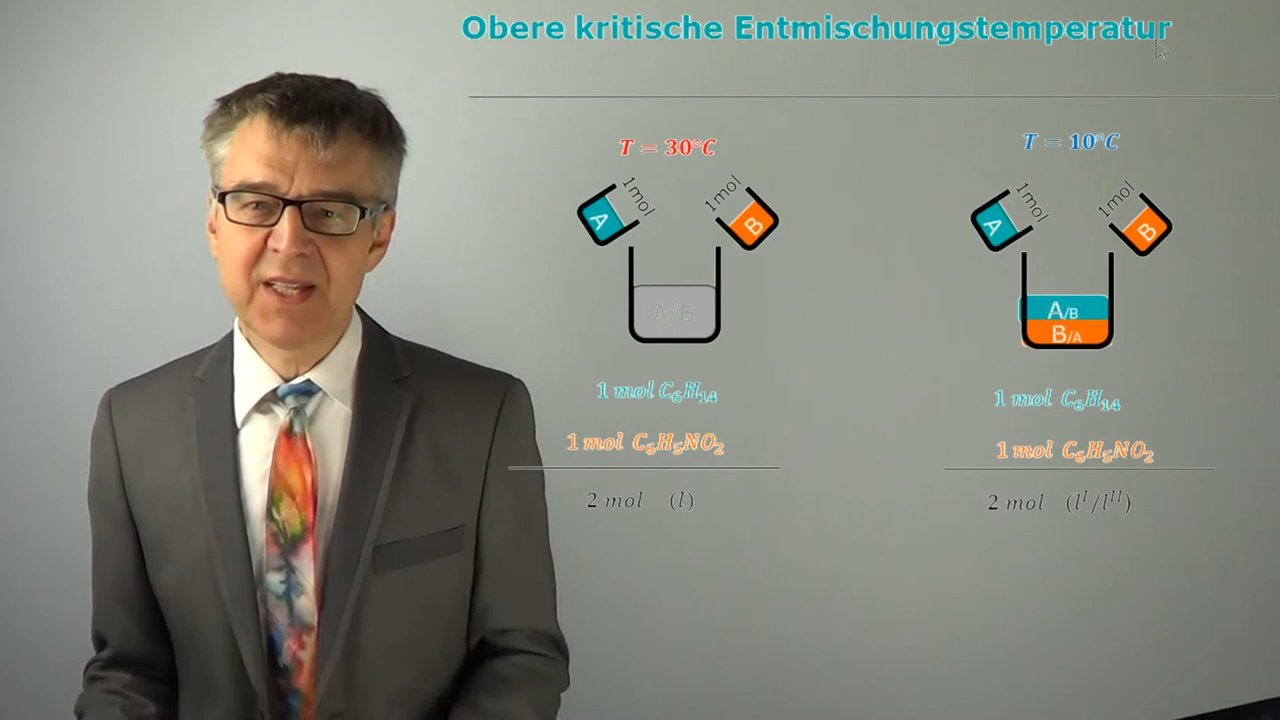 Obere kritische Entmischungstemperatur
T = 30°C
1mol
1mol
A
B
A/B
1 mol C₆H₁₄
1 mol C₆H₅NO₂
2 mol (l)
T = 10°C
1mol
1mol
A
B
A/B
B/A
1 mol C₆H₁₄
1 mol C₆H₅NO₂
2 mol (lᴵ/lᴵᴵ)